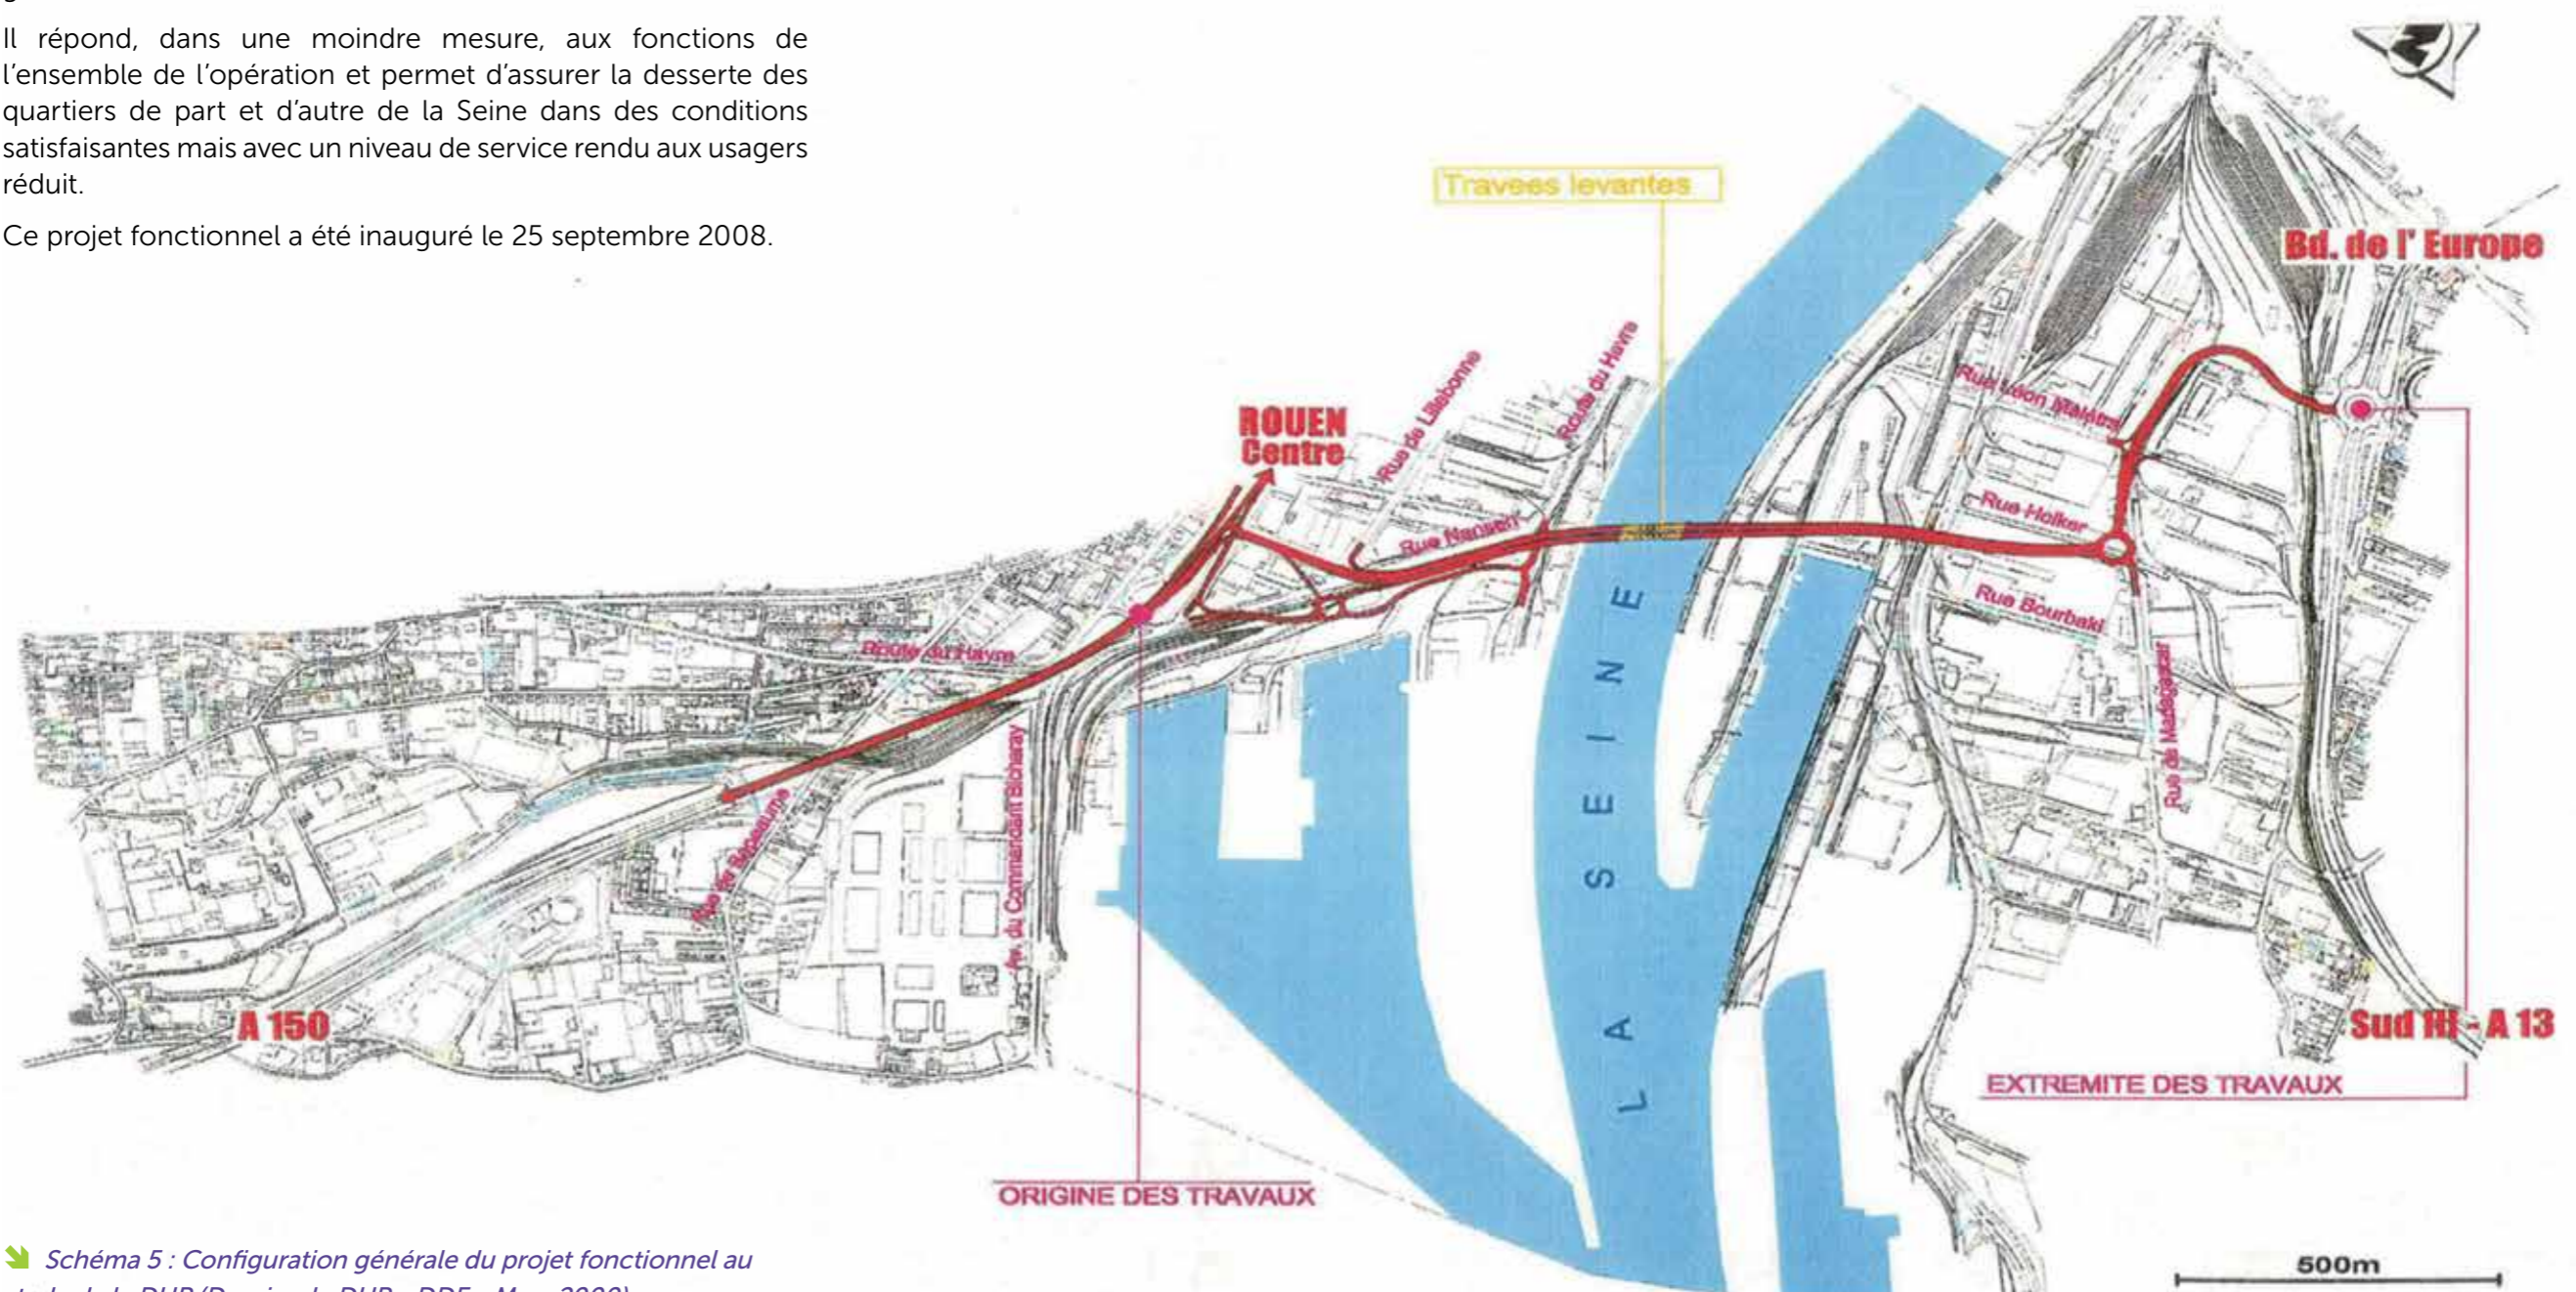 Il répond, dans une moindre mesure, aux fonctions de
l'ensemble de l'opération et permet d'assurer la desserte des
quartiers de part et d'autre de la Seine dans des conditions
satisfaisantes mais avec un niveau de service rendu aux usagers
réduit.
Ce projet fonctionnel a été inauguré le 25 septembre 2008.
Travees levantes
Bd. de l' Europe
ROUEN
Centre
Rue de Lillebonne
Route du Havre
Rue Nansen
Rue Léon Malétra
Rue Holker
Rue Bourbaki
Rue de Madagascar
Route du Havre
Rue de Bapeaume
Av. du Commandant Bicheray
LA SEINE
A 150
Sud III - A 13
EXTREMITE DES TRAVAUX
ORIGINE DES TRAVAUX
500m
Schéma 5 : Configuration générale du projet fonctionnel au